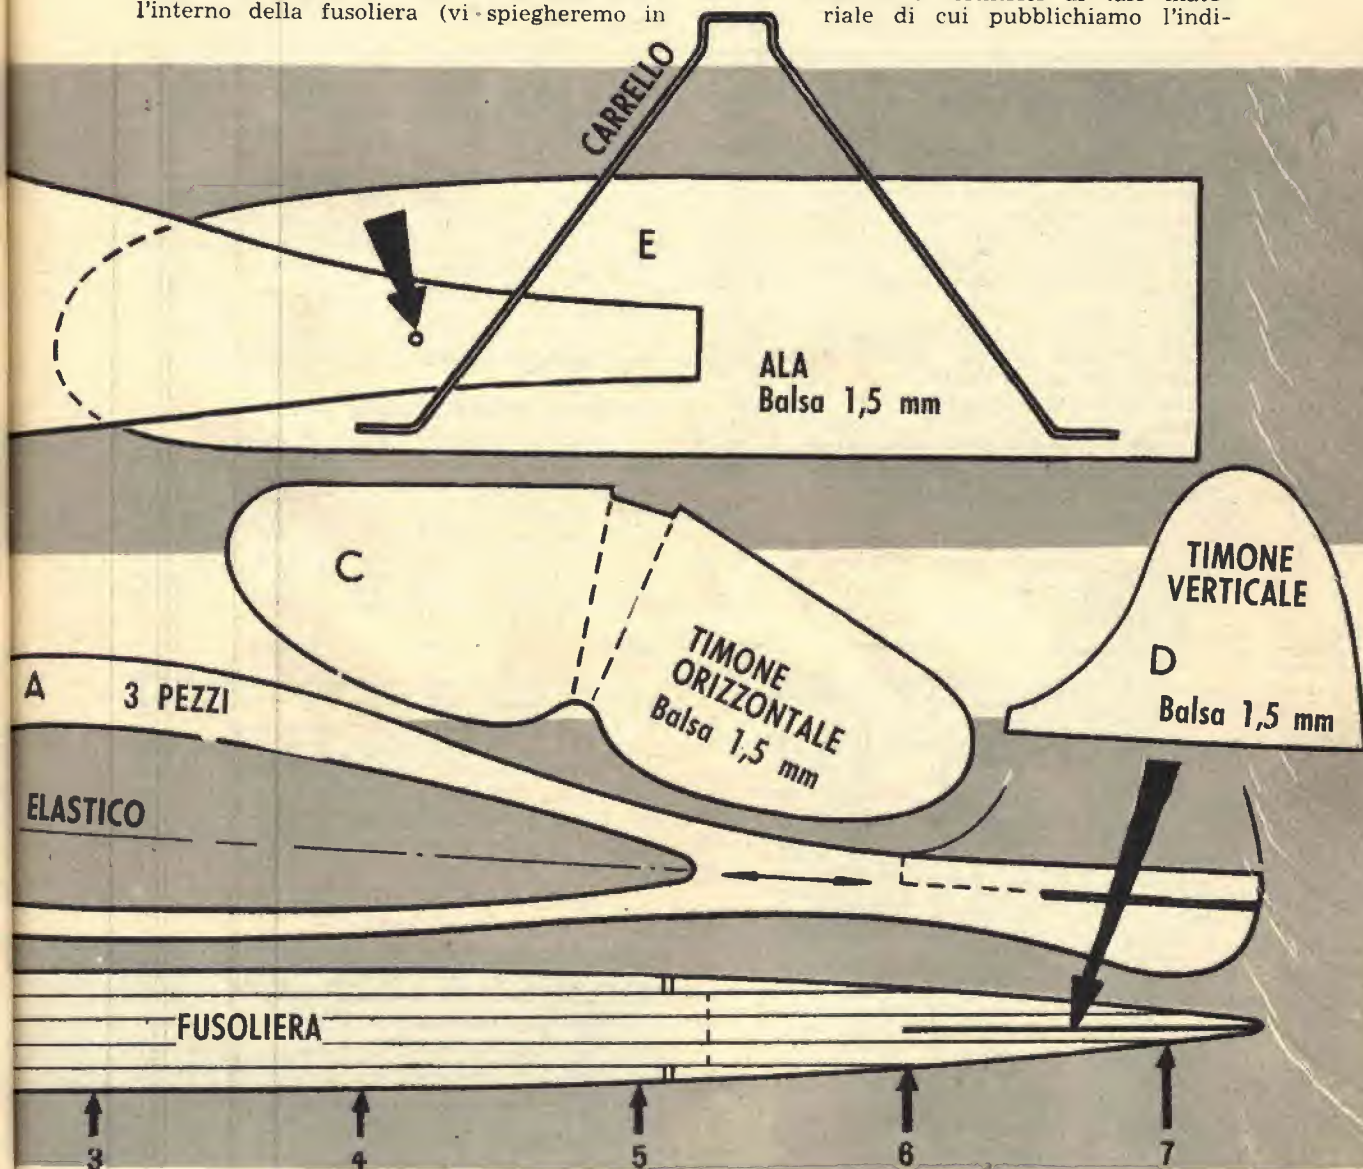 l'interno della fusoliera (vi spiegheremo in
riale di cui pubblichiamo l'indi-
CARRELLO
E
ALA
Balsa 1,5 mm
C
TIMONE
ORIZZONTALE
Balsa 1,5 mm
TIMONE
VERTICALE
D
Balsa 1,5 mm
A 3 PEZZI
ELASTICO
FUSOLIERA
3 4 5 6 7